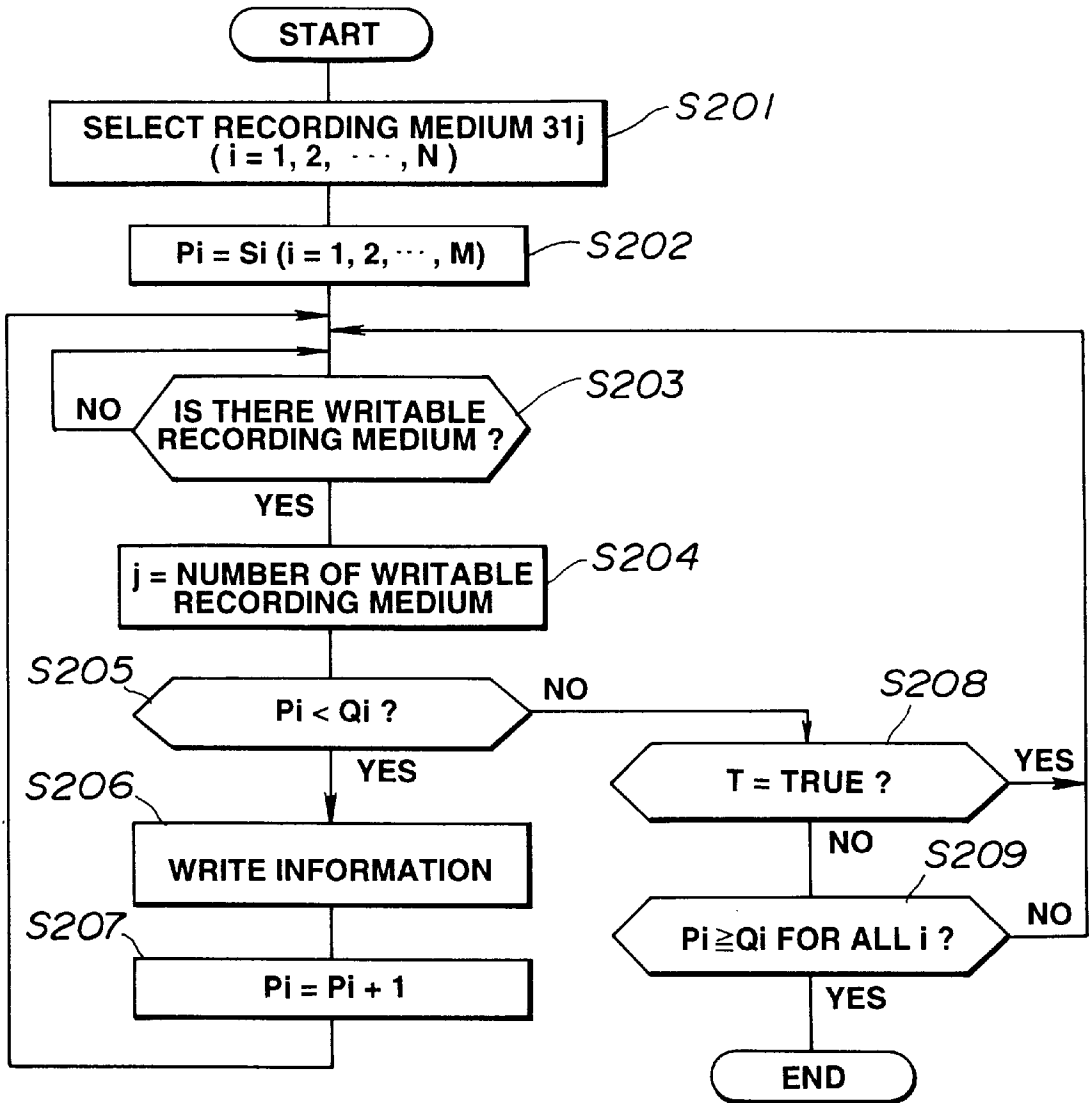 START
SELECT RECORDING MEDIUM 31j
( i = 1, 2, ···, N )
S201
Pi = Si ( i = 1, 2, ···, M)
S202
IS THERE WRITABLE
RECORDING MEDIUM ?
S203
NO
YES
j = NUMBER OF WRITABLE
RECORDING MEDIUM
S204
S205
Pi < Qi ?
NO
YES
S206
WRITE INFORMATION
S207
Pi = Pi + 1
S208
T = TRUE ?
YES
NO
S209
Pi ≧ Qi FOR ALL i ?
NO
YES
END